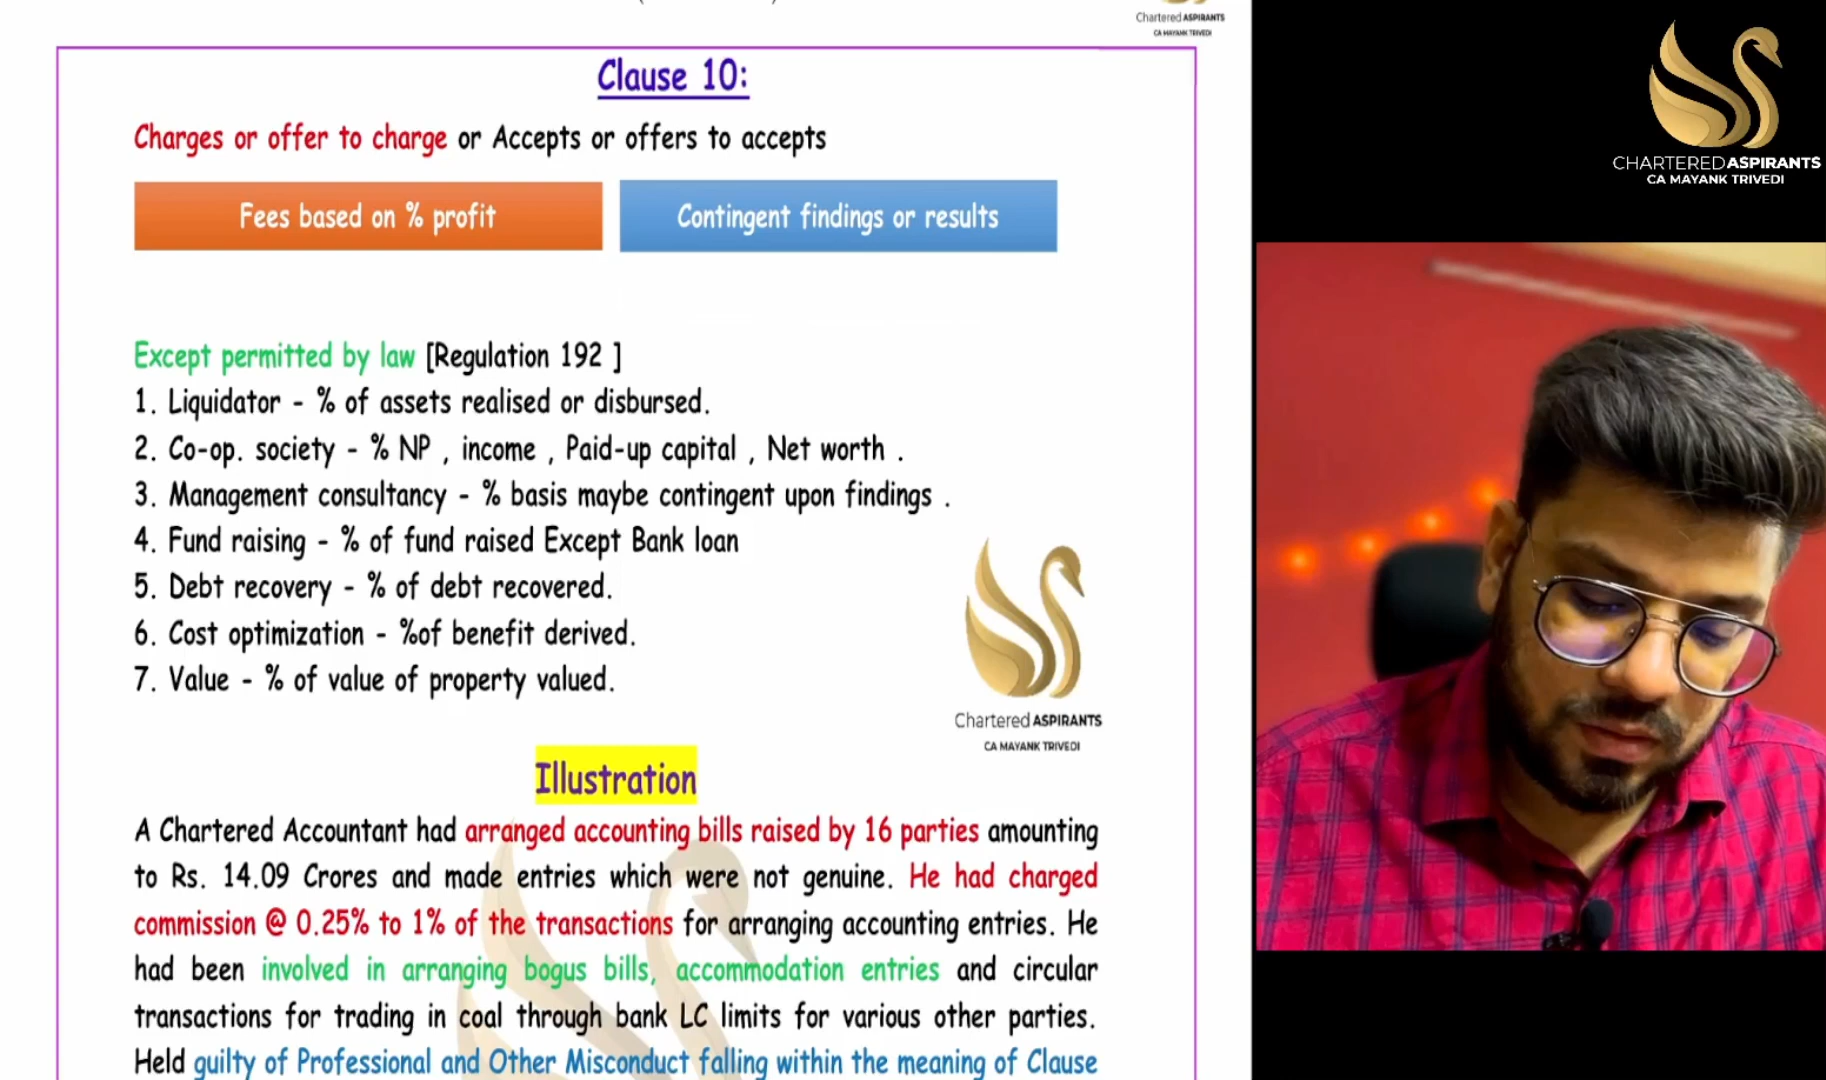 Chartered ASPIRANTS
CA MAYANK TRIVEDI
Clause 10:
Charges or offer to charge or Accepts or offers to accepts
Fees based on % profit
Contingent findings or results
Except permitted by law [Regulation 192 ]
1. Liquidator - % of assets realised or disbursed.
2. Co-op. society - % NP , income , Paid-up capital , Net worth .
3. Management consultancy - % basis maybe contingent upon findings .
4. Fund raising - % of fund raised Except Bank loan
5. Debt recovery - % of debt recovered.
6. Cost optimization - %of benefit derived.
7. Value - % of value of property valued.
Chartered ASPIRANTS
CA MAYANK TRIVEDI
Illustration
A Chartered Accountant had arranged accounting bills raised by 16 parties amounting
to Rs. 14.09 Crores and made entries which were not genuine. He had charged
commission @ 0.25% to 1% of the transactions for arranging accounting entries. He
had been involved in arranging bogus bills, accommodation entries and circular
transactions for trading in coal through bank LC limits for various other parties.
Held guilty of Professional and Other Misconduct falling within the meaning of Clause
CHARTERED ASPIRANTS
CA MAYANK TRIVEDI